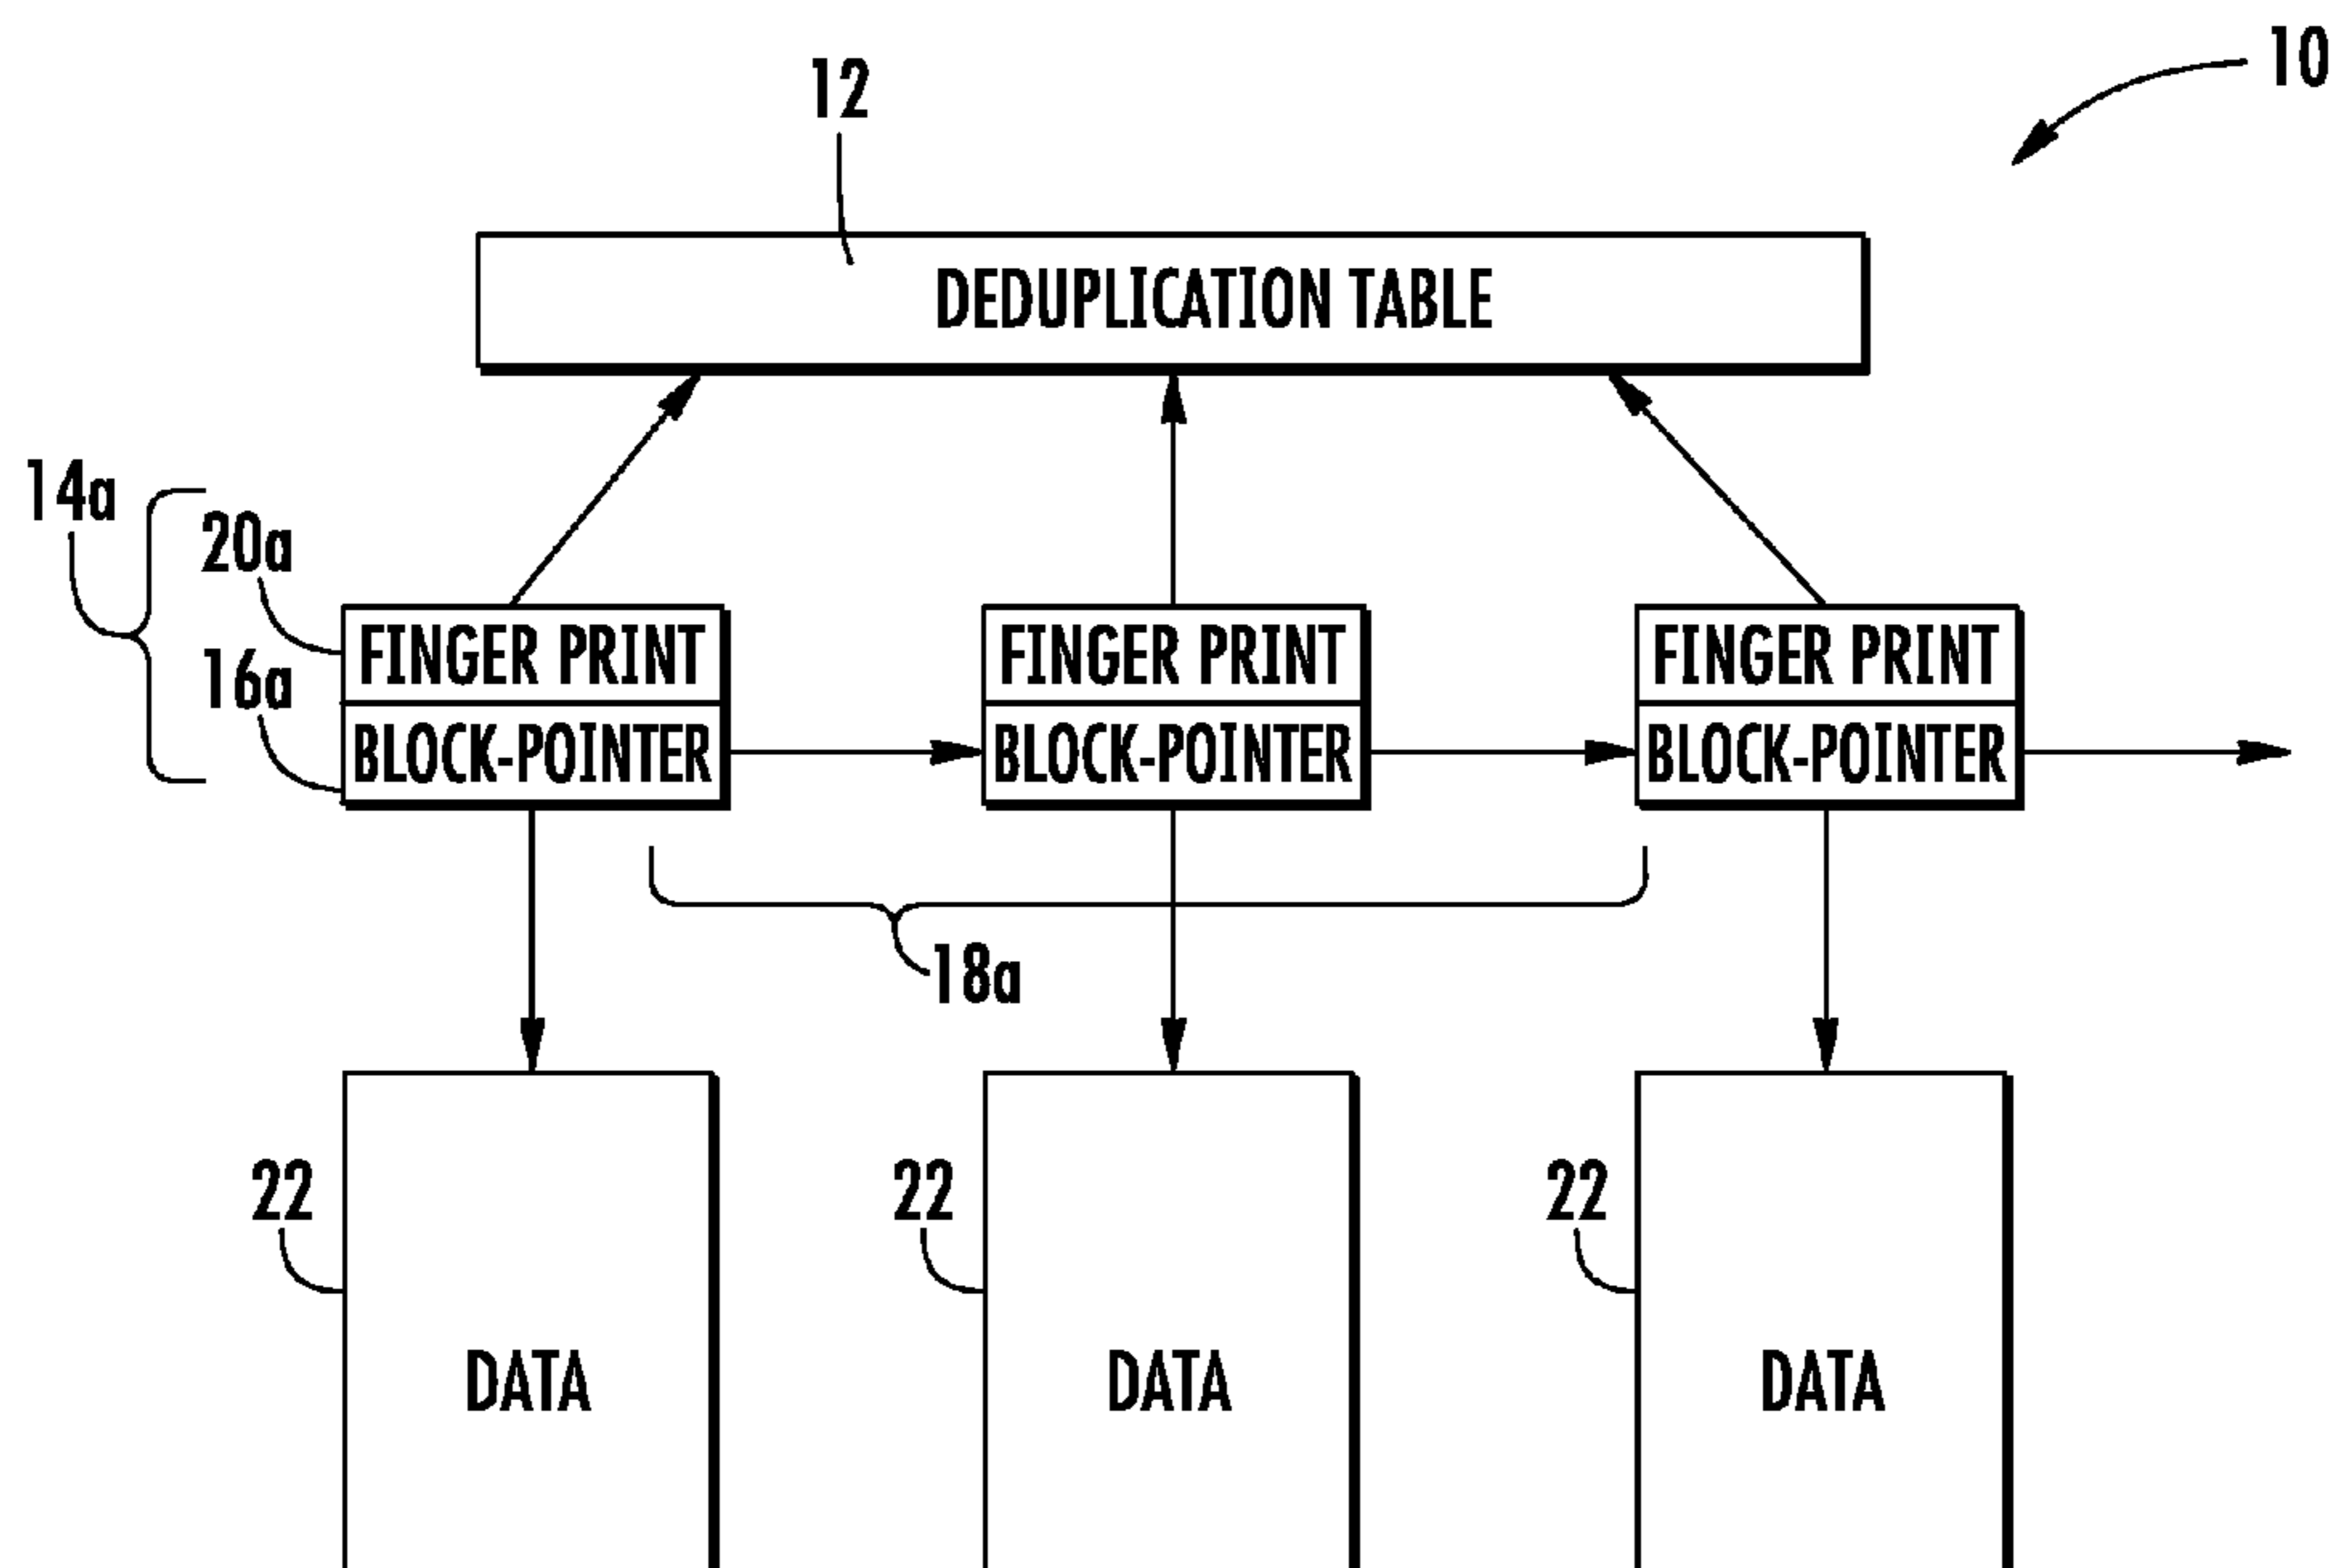 10
12
DEDUPLICATION TABLE
14a
20a
FINGER PRINT FINGER PRINT FINGER PRINT
16a
BLOCK-POINTER BLOCK-POINTER BLOCK-POINTER
18a
22 22 22
DATA DATA DATA